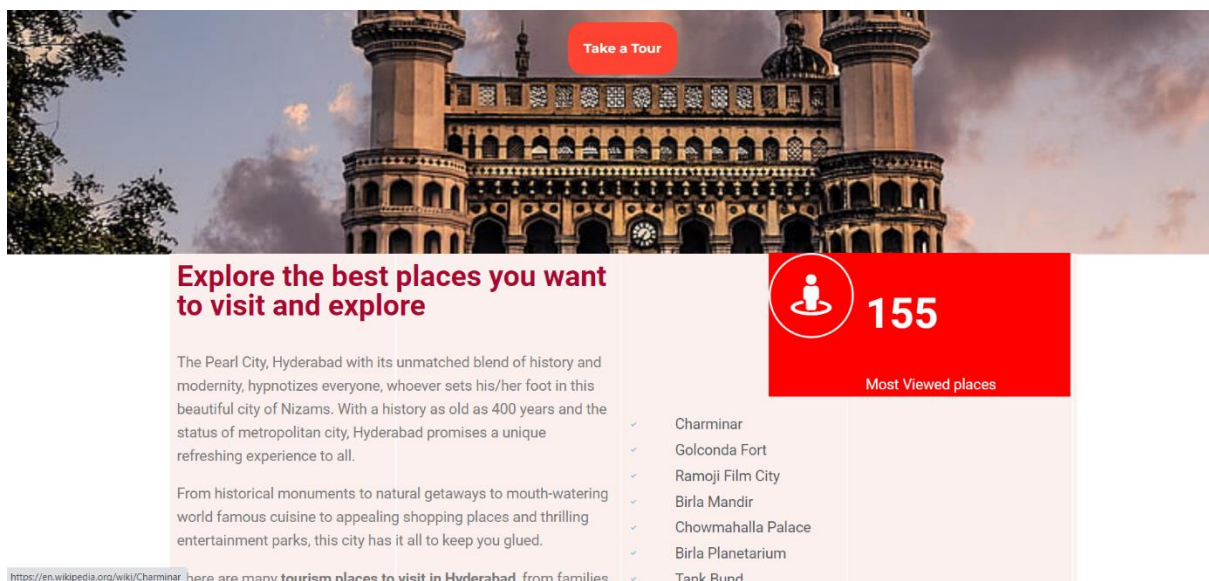 Take a Tour
Explore the best places you want
to visit and explore
The Pearl City, Hyderabad with its unmatched blend of history and
modernity, hypnotizes everyone, whoever sets his/her foot in this
beautiful city of Nizams. With a history as old as 400 years and the
status of metropolitan city, Hyderabad promises a unique
refreshing experience to all.
From historical monuments to natural getaways to mouth-watering
world famous cuisine to appealing shopping places and thrilling
entertainment parks, this city has it all to keep you glued.
here are many tourism places to visit in Hyderabad, from families
155
Most Viewed places
Charminar
Golconda Fort
Ramoji Film City
Birla Mandir
Chowmahalla Palace
Birla Planetarium
Tank Bund
https://en.wikipedia.org/wiki/Charminar